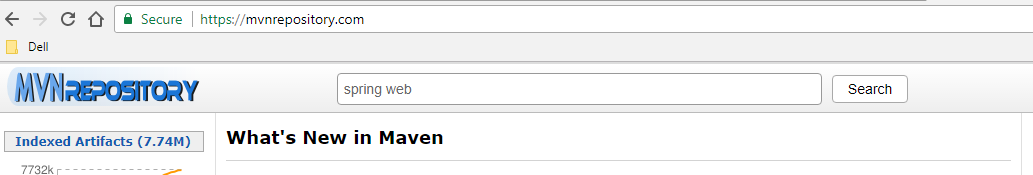 Secure https://mvnrepository.com
Dell
MVNREPOSITORY spring web Search
Indexed Artifacts (7.74M)
What's New in Maven
7732k